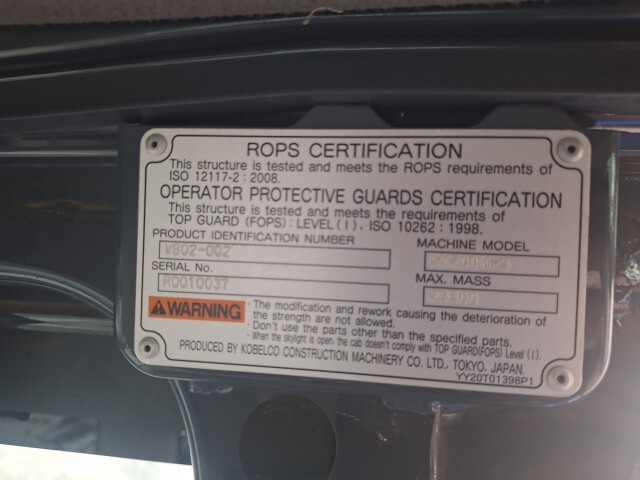 ROPS CERTIFICATION
This structure is tested and meets the ROPS requirements of
ISO 12117-2 : 2008.
OPERATOR PROTECTIVE GUARDS CERTIFICATION
This structure is tested and meets the requirements of
TOP GUARD (FOPS) : LEVEL ( I ), ISO 10262 : 1998.
PRODUCT IDENTIFICATION NUMBER
WB02-002
MACHINE MODEL
SERIAL No.
R0010037
MAX. MASS
WARNING
· The modification and rework causing the deterioration of
the strength are not allowed.
· Don't use the parts other than the specified parts.
· When the skylight is open, the cab doesn't comply with TOP GUARD(FOPS) Level ( I ).
PRODUCED BY KOBELCO CONSTRUCTION MACHINERY CO. LTD., TOKYO, JAPAN.
YY20T01398P1